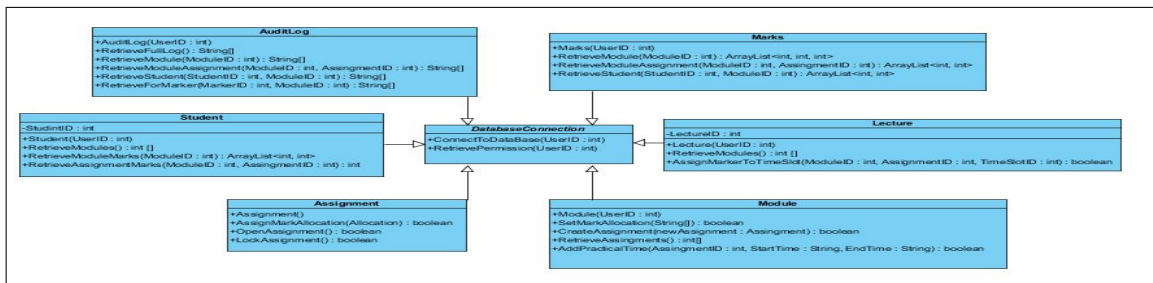 AuditLog
+AuditLog(UserID : int)
+RetrieveFullLog() : String[]
+RetrieveModule(ModuleID : int) : String[]
+RetrieveModuleAssignment(ModuleID : int, AssingmentID : int) : String[]
+RetrieveStudent(StudentID : int, ModuleID : int) : String[]
+RetrieveForMarker(MarkerID : int, ModuleID : int) : String[]
Marks
+Marks(UserID : int)
+RetrieveModule(ModuleID : int) : ArrayList<int, int, int>
+RetrieveModuleAssignment(ModuleID : int, AssingmentID : int) : ArrayList<int, int>
+RetrieveStudent(StudentID : int, ModuleID : int) : ArrayList<int, int>
Student
-StudintID : int
+Student(UserID : int)
+RetrieveModules() : int []
+RetrieveModuleMarks(ModuleID : int) : ArrayList<int, int>
+RetrieveAssignmentMarks(ModuleID : int, AssignmentID : int) : int
DatabaseConnection
+ConnectToDataBase(UserID : int)
+RetrievePermission(UserID : int)
Lecture
-LectureID : int
+Lecture(UserID : int)
+RetrieveModules() : int []
+AssignMarkerToTimeSlot(ModuleID : int, AssignmentID : int, TimeSlotID : int) : boolean
Assignment
+Assignment()
+AssignMarkAllocation(Allocation) : boolean
+OpenAssignment() : boolean
+LockAssignment() : boolean
Module
+Module(UserID : int)
+SetMarkAllocation(String[]) : boolean
+CreateAssignment(newAssignment : Assingment) : boolean
+RetrieveAssingments() : int[]
+AddPracticalTime(AssingmentID : int, StartTime : String, EndTime : String) : boolean